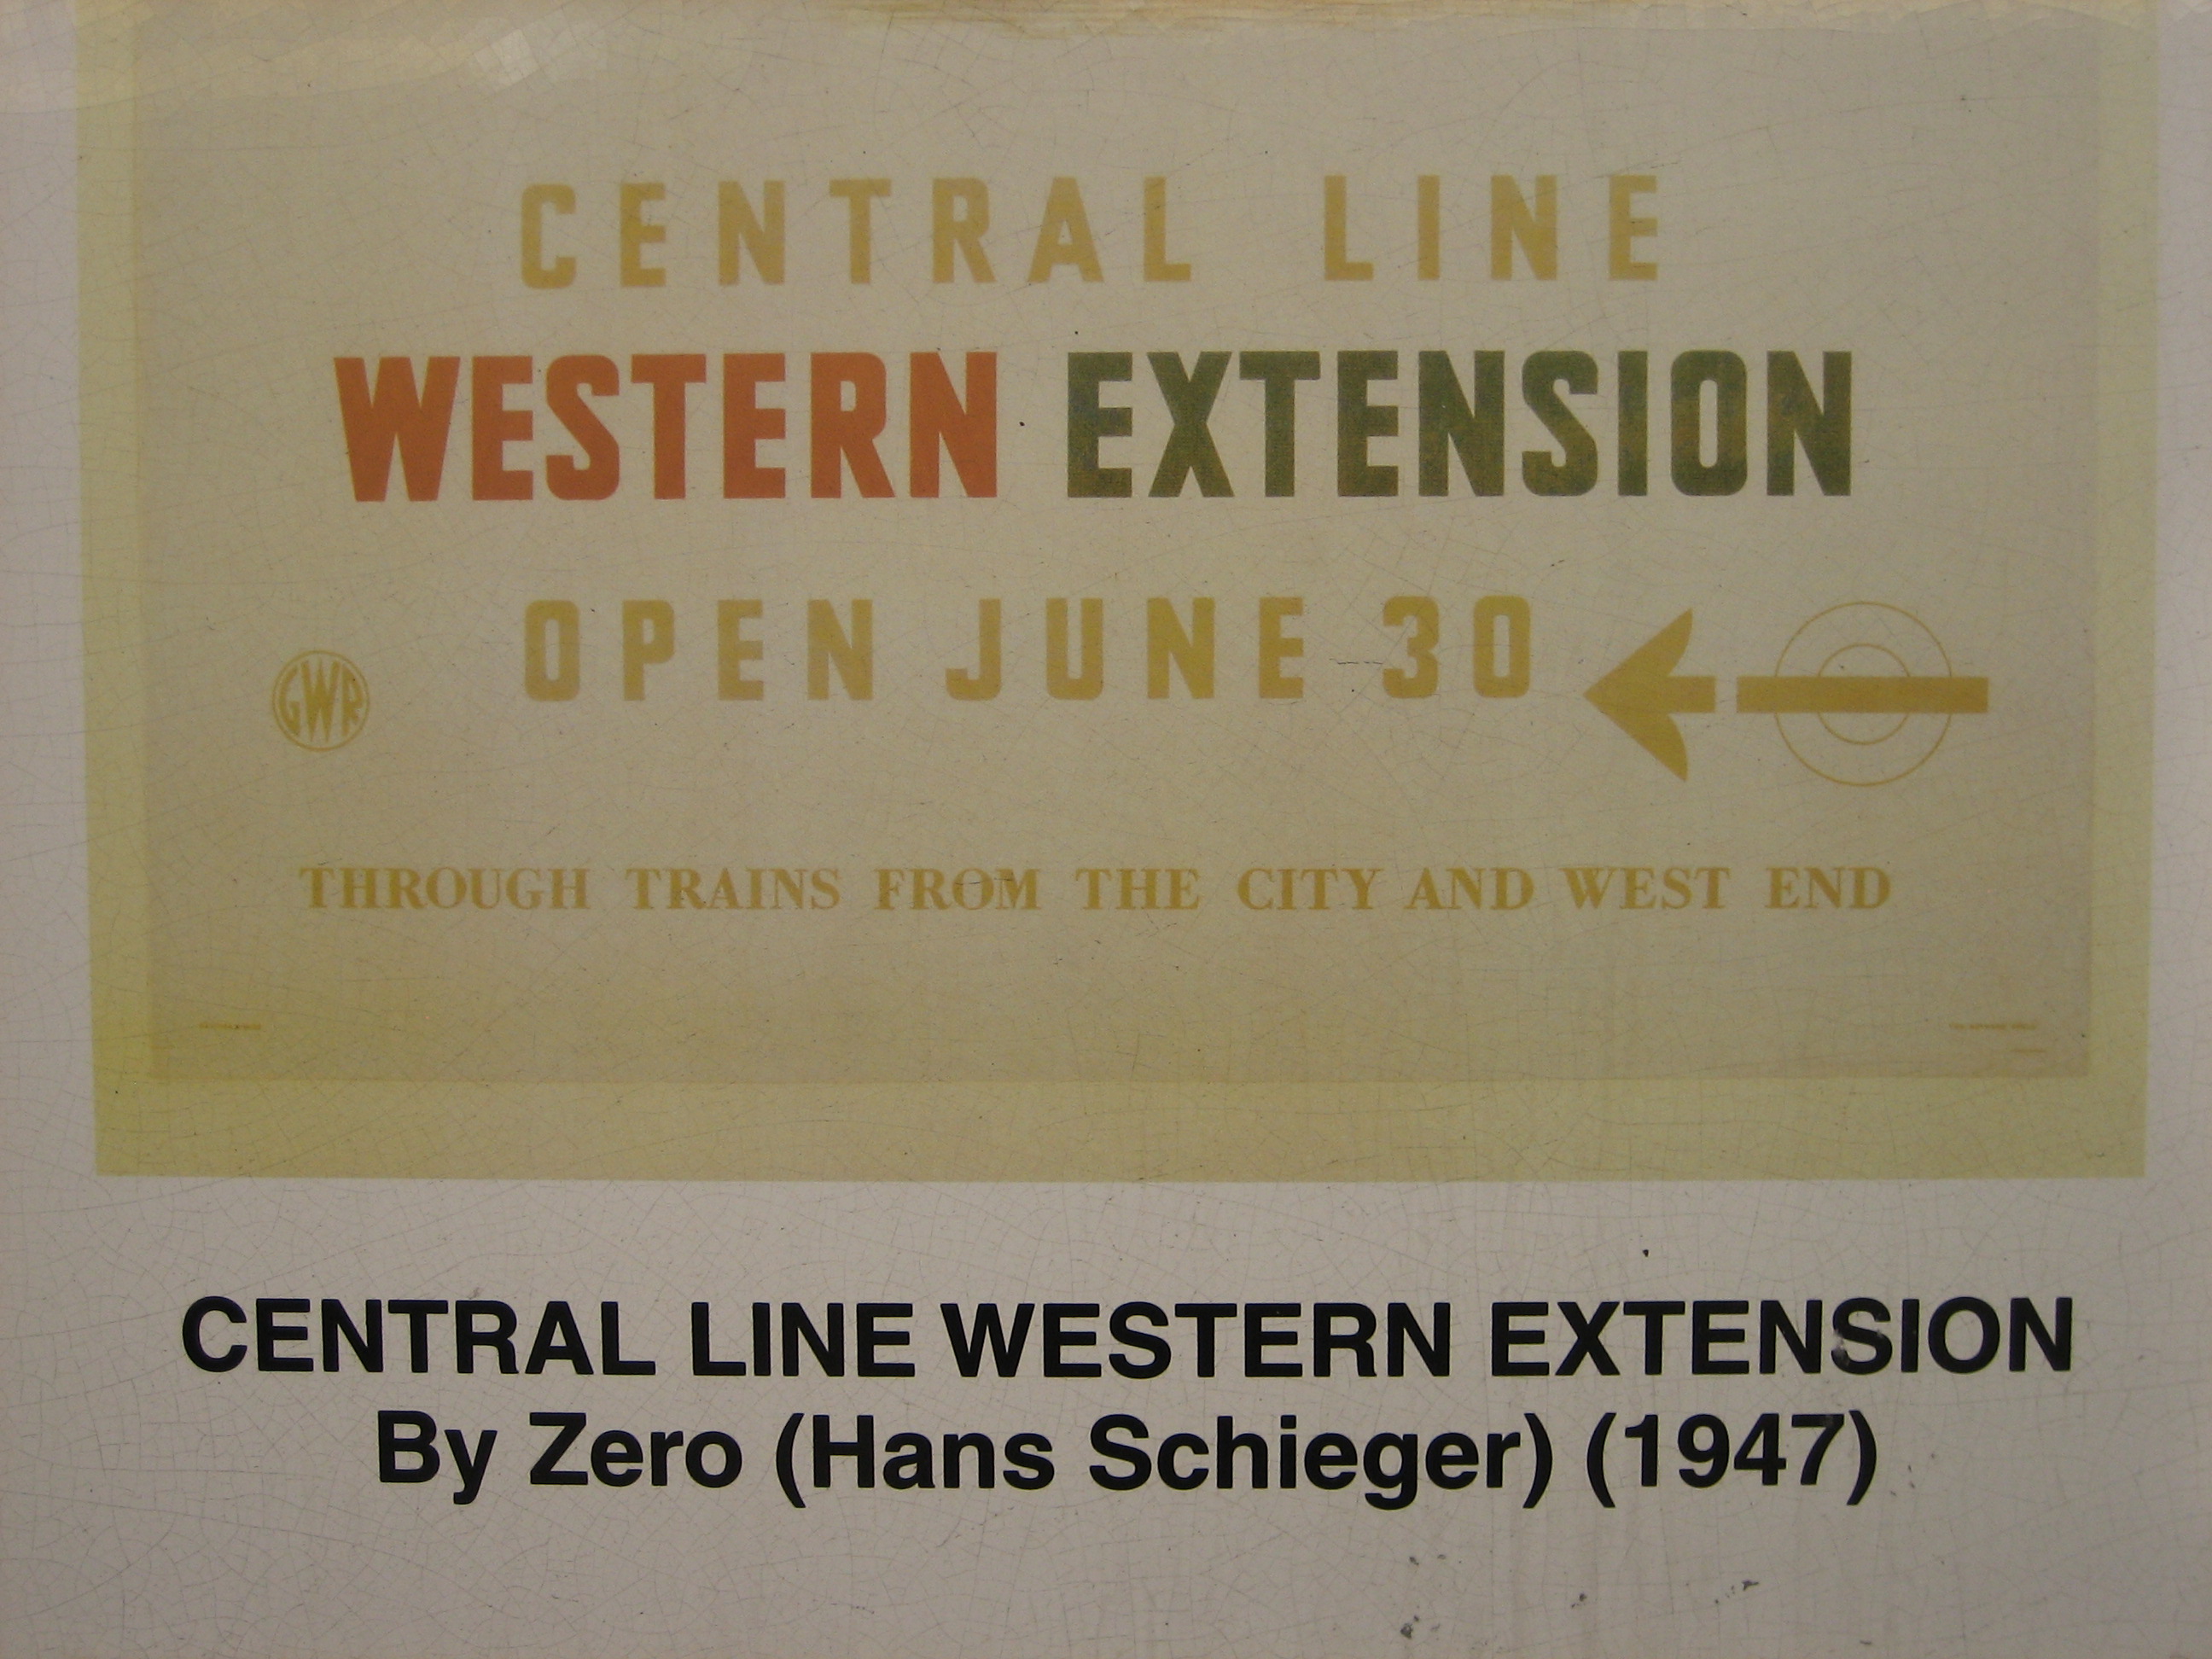 CENTRAL LINE
WESTERN EXTENSION
OPEN JUNE 30
GWR
THROUGH TRAINS FROM THE CITY AND WEST END
CENTRAL LINE WESTERN EXTENSION
By Zero (Hans Schieger) (1947)